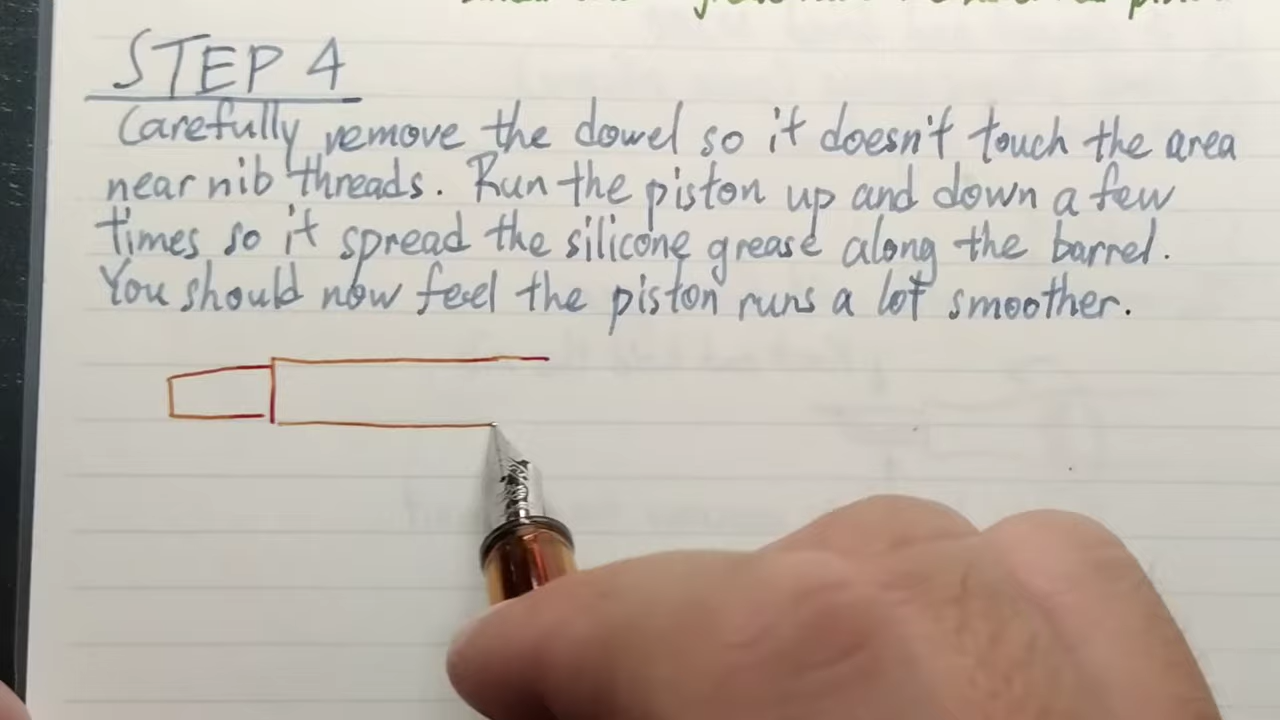 STEP 4
Carefully remove the dowel so it doesn't touch the area
near nib threads. Run the piston up and down a few
times so it spread the silicone grease along the barrel.
You should now feel the piston runs a lot smoother.